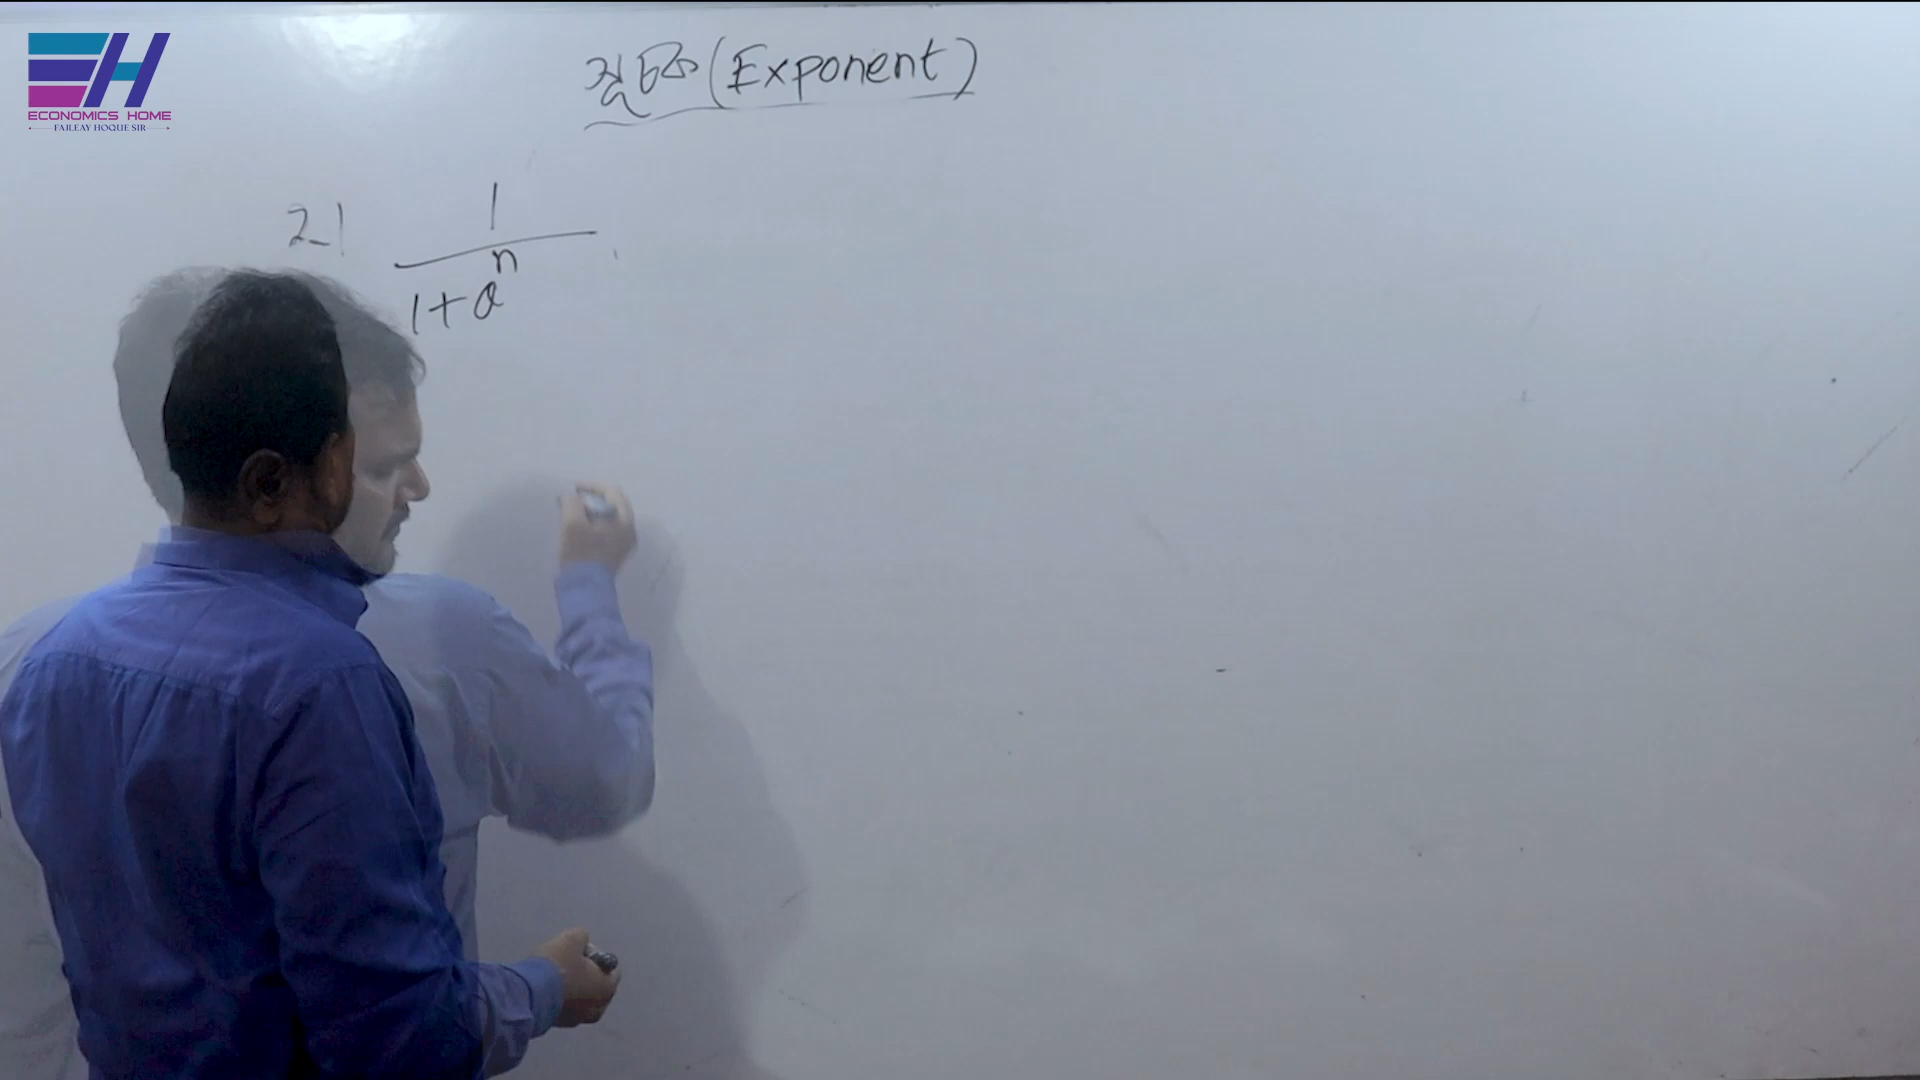 ECONOMICS HOME
FAILEAY HOQUE SIR
সূচক (Exponent)
2। 1
1+a^n